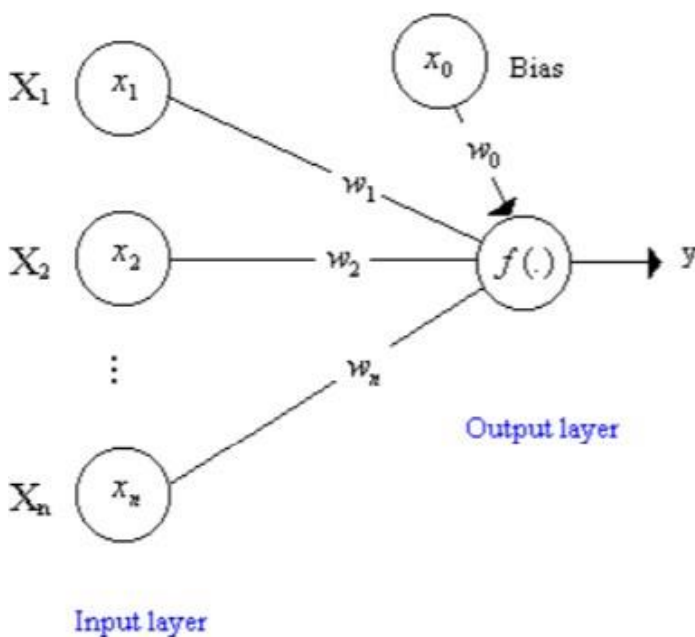 X₁ x₁
x₀ Bias
w₀
w₁
X₂ x₂ w₂ f(.) y
⋮
wₙ
Output layer
Xₙ xₙ
Input layer